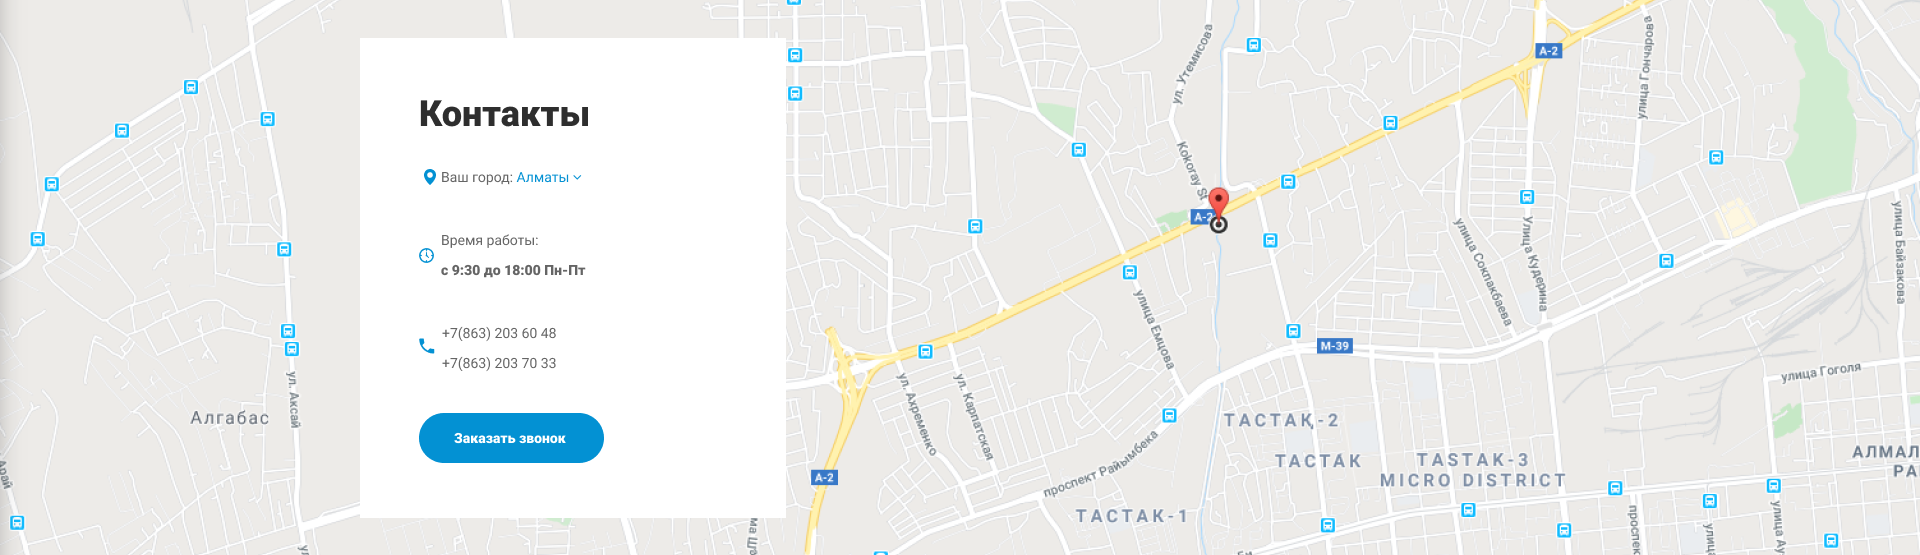 Контакты
Ваш город: Алматы
Время работы:
с 9:30 до 18:00 Пн-Пт
+7(863) 203 60 48
+7(863) 203 70 33
Заказать звонок
Алгабас
ул. Аксай
ул. Утемисова
Kokoray St
А-2
А-2
А-2
М-39
улица Гончарова
улица Сокпакбаева
Улица Кудерина
улица Байзакова
улица Емцова
улица Гоголя
ул. Ахременко
ул. Карпатская
проспект Райымбека
ТАСТАК-2
ТАСТАК
TASTAK-3
MICRO DISTRICT
ТАСТАК-1
АЛМАЛ
РА